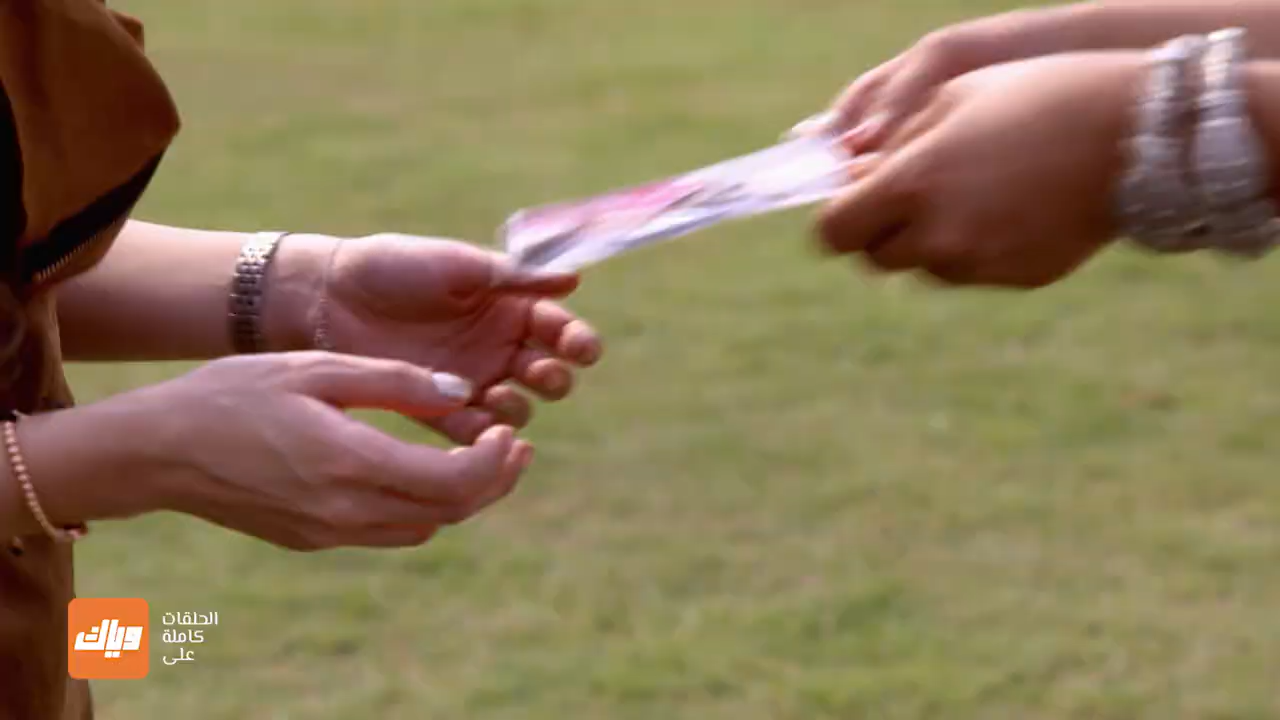 وياك
الحلقات
كاملة
على